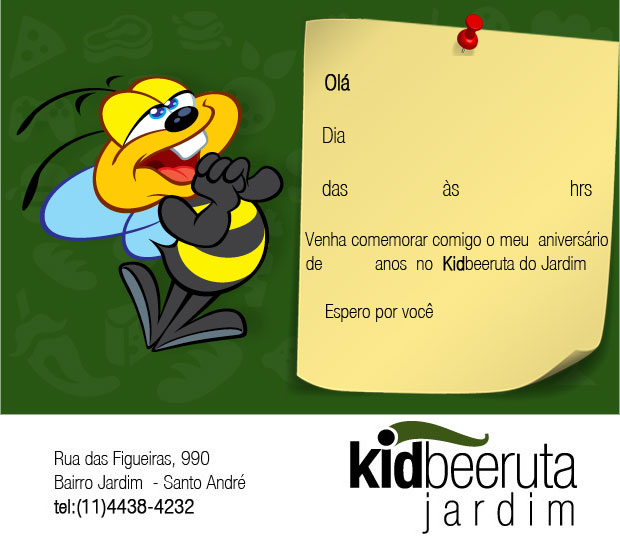 Olá
Dia
das às hrs
Venha comemorar comigo o meu aniversário
de anos no Kidbeeruta do Jardim
Espero por você
Rua das Figueiras, 990
Bairro Jardim - Santo André
tel:(11)4438-4232
kidbeeruta
jardim